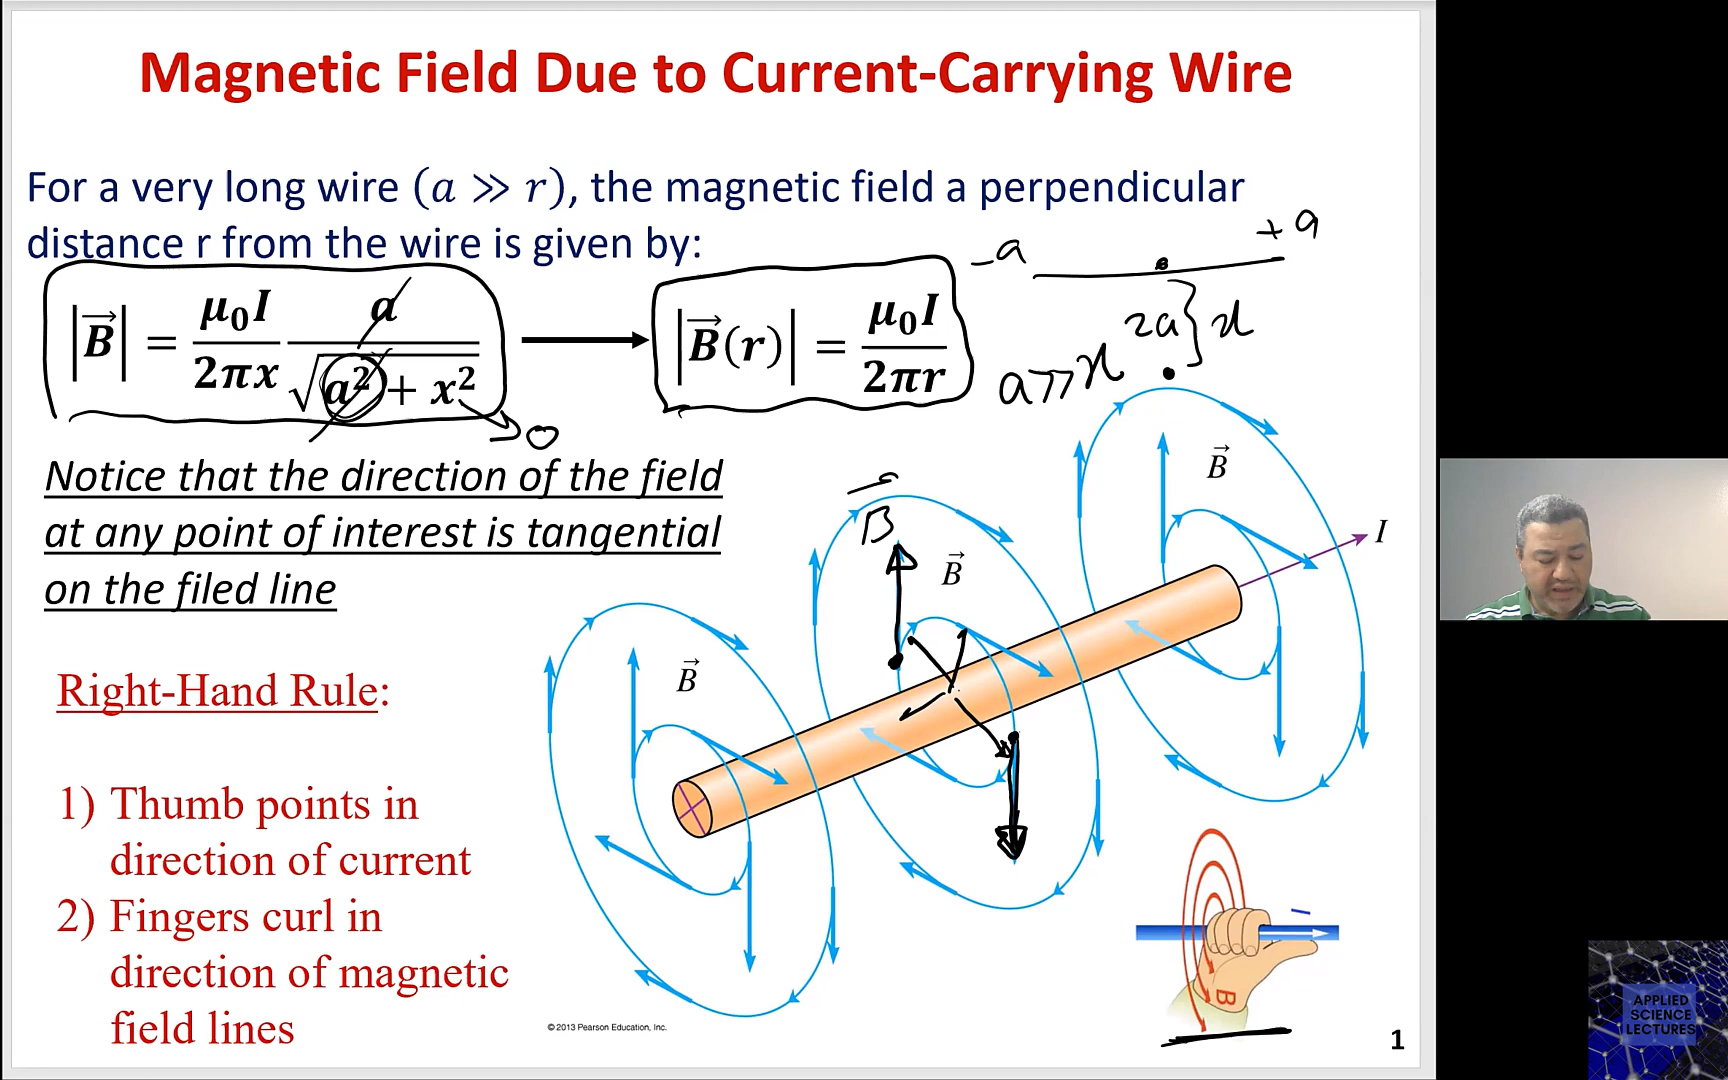 Magnetic Field Due to Current-Carrying Wire
For a very long wire (a ≫ r), the magnetic field a perpendicular
distance r from the wire is given by:
-a
+a
|B⃗| = μ₀I / 2πx  a / √(a² + x²)
→ 0
|B⃗(r)| = μ₀I / 2πr
2a } x
a >> x
Notice that the direction of the field
at any point of interest is tangential
on the filed line
B⃗
B⃗
B⃗
B⃗
I
Right-Hand Rule:
1) Thumb points in
direction of current
2) Fingers curl in
direction of magnetic
field lines
B
© 2013 Pearson Education, Inc.
1
APPLIED
SCIENCE
LECTURES